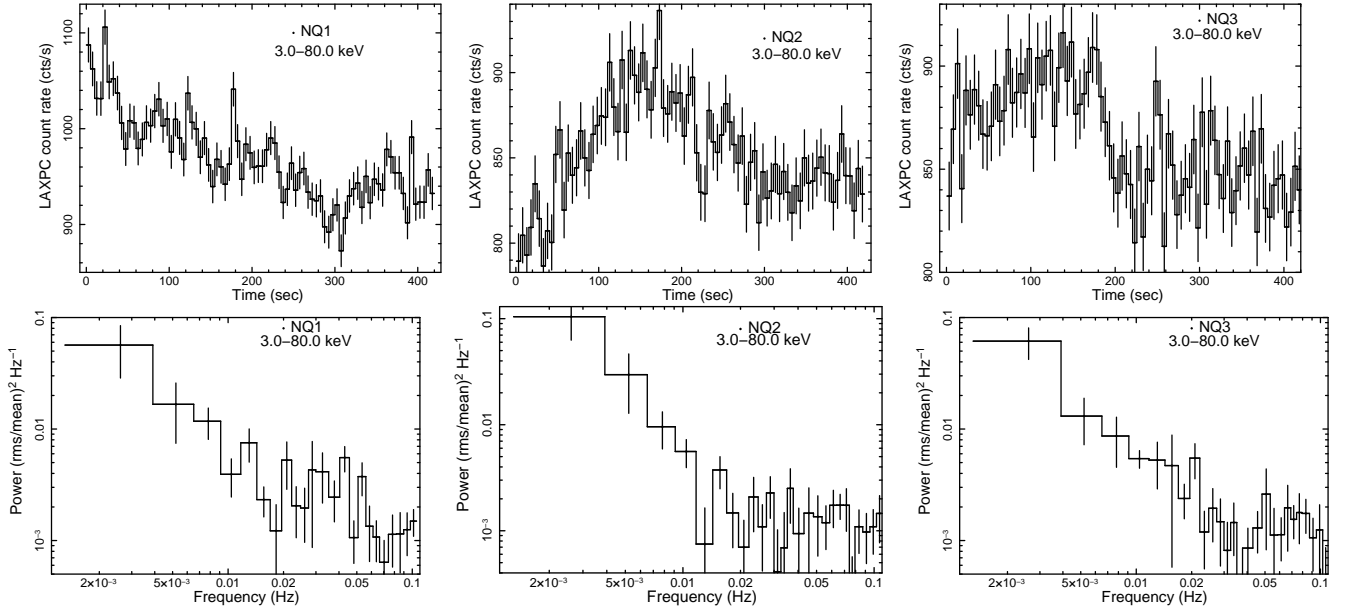 NQ1
3.0−80.0 keV
LAXPC count rate (cts/s)
900 1000 1100
0 100 200 300 400
Time (sec)
NQ2
3.0−80.0 keV
LAXPC count rate (cts/s)
800 850 900
0 100 200 300 400
Time (sec)
NQ3
3.0−80.0 keV
LAXPC count rate (cts/s)
800 850 900
0 100 200 300 400
Time (sec)
NQ1
3.0−80.0 keV
Power (rms/mean)² Hz⁻¹
10⁻³ 0.01 0.1
2×10⁻³ 5×10⁻³ 0.01 0.02 0.05 0.1
Frequency (Hz)
NQ2
3.0−80.0 keV
Power (rms/mean)² Hz⁻¹
10⁻³ 0.01 0.1
2×10⁻³ 5×10⁻³ 0.01 0.02 0.05 0.1
Frequency (Hz)
NQ3
3.0−80.0 keV
Power (rms/mean)² Hz⁻¹
10⁻³ 0.01 0.1
2×10⁻³ 5×10⁻³ 0.01 0.02 0.05 0.1
Frequency (Hz)